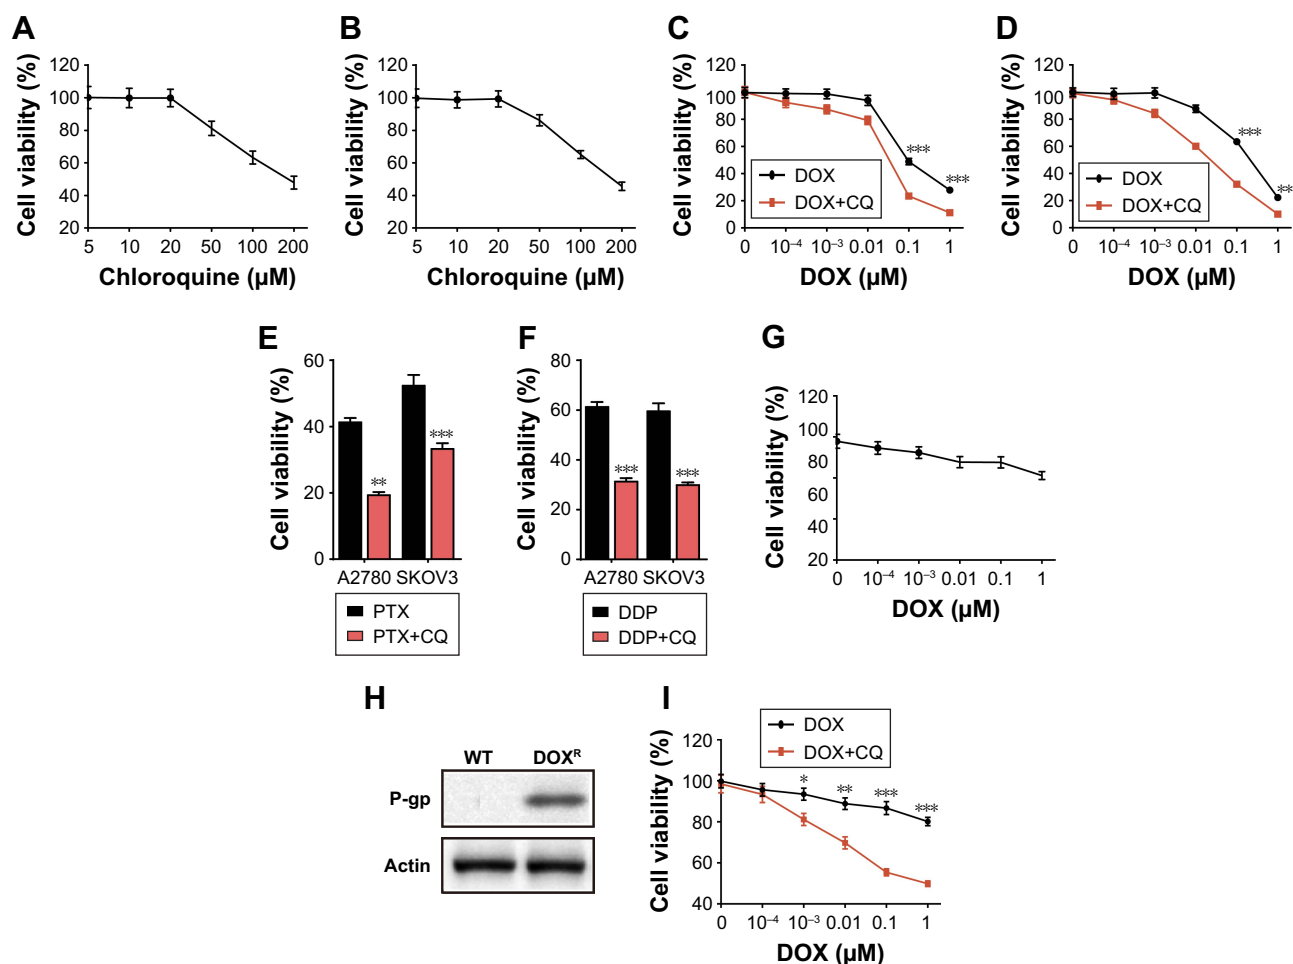 A
Cell viability (%)
120
100
80
60
40
20
5 10 20 50 100 200
Chloroquine (µM)
B
Cell viability (%)
120
100
80
60
40
20
5 10 20 50 100 200
Chloroquine (µM)
C
Cell viability (%)
120
100
80
60
40
20
0
***
***
DOX
DOX+CQ
0 10⁻⁴ 10⁻³ 0.01 0.1 1
DOX (µM)
D
Cell viability (%)
120
100
80
60
40
20
0
***
**
DOX
DOX+CQ
0 10⁻⁴ 10⁻³ 0.01 0.1 1
DOX (µM)
E
Cell viability (%)
60
40
20
0
**
***
A2780 SKOV3
PTX
PTX+CQ
F
Cell viability (%)
80
60
40
20
0
***
***
A2780 SKOV3
DDP
DDP+CQ
G
Cell viability (%)
120
100
80
60
40
20
0 10⁻⁴ 10⁻³ 0.01 0.1 1
DOX (µM)
H
WT DOXᴿ
P-gp
Actin
I
DOX
DOX+CQ
Cell viability (%)
120
100
80
60
40
* ** *** ***
0 10⁻⁴ 10⁻³ 0.01 0.1 1
DOX (µM)